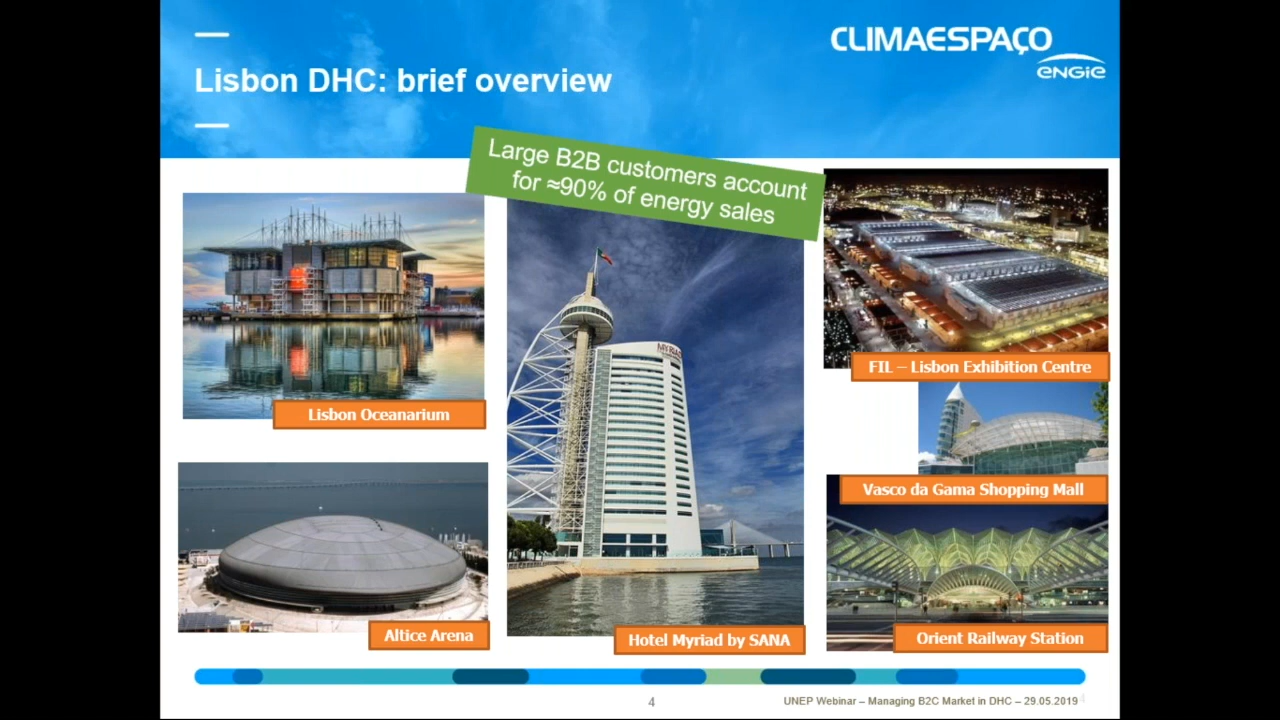 CLIMAESPAÇO
ENGIE
Lisbon DHC: brief overview
Large B2B customers account
for ≈90% of energy sales
MYRIAD
Lisbon Oceanarium
FIL – Lisbon Exhibition Centre
Vasco da Gama Shopping Mall
Altice Arena
Hotel Myriad by SANA
Orient Railway Station
4
UNEP Webinar – Managing B2C Market in DHC – 29.05.2019
4